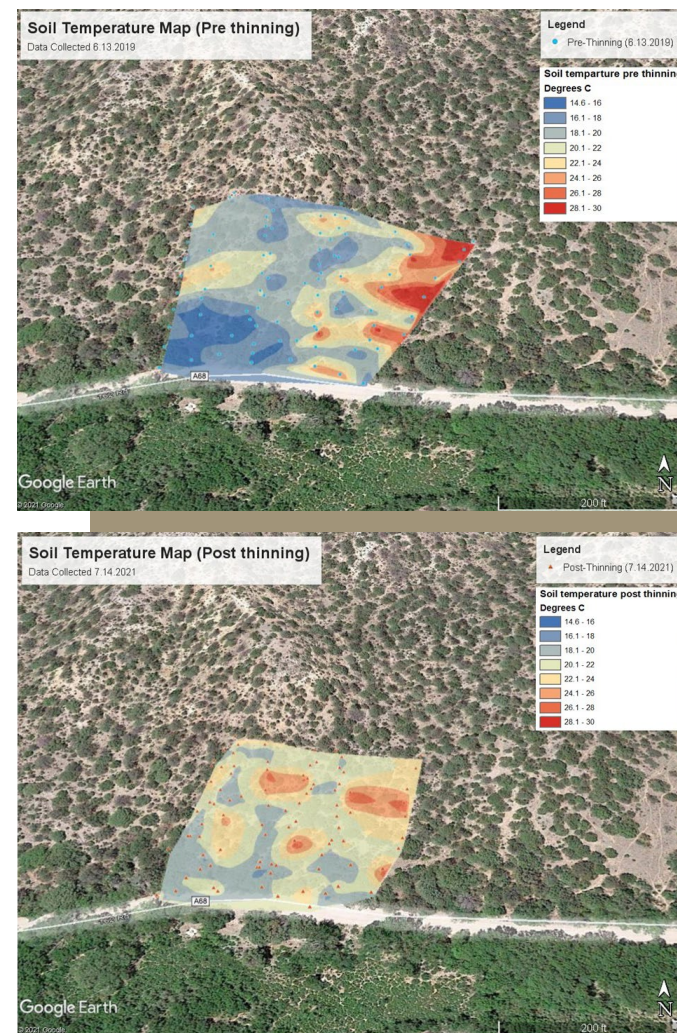 Soil Temperature Map (Pre thinning)
Data Collected 6.13.2019
Legend
Pre-Thinning (6.13.2019)
Soil temparture pre thinnin
Degrees C
14.6 - 16
16.1 - 18
18.1 - 20
20.1 - 22
22.1 - 24
24.1 - 26
26.1 - 28
28.1 - 30
A68
Google Earth
© 2021 Google
N
200 ft
Soil Temperature Map (Post thinning)
Data Collected 7.14.2021
Legend
Post-Thinning (7.14.2021)
Soil temperature post thinnin
Degrees C
14.6 - 16
16.1 - 18
18.1 - 20
20.1 - 22
22.1 - 24
24.1 - 26
26.1 - 28
28.1 - 30
A68
Google Earth
© 2021 Google
N
200 ft